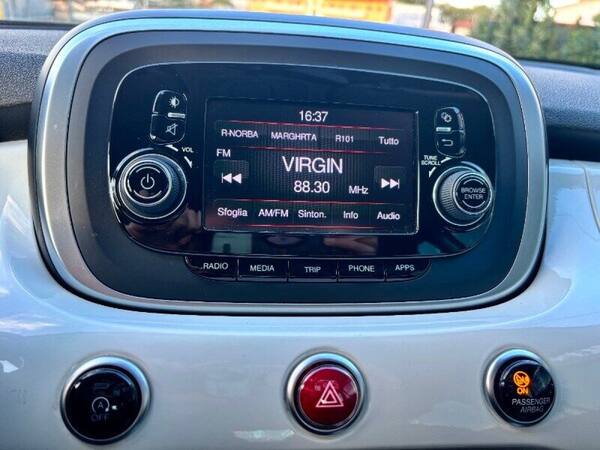 16:37
R-NORBA MARGHRTA R101 Tutto
FM
VIRGIN
88.30 MHz
Sfoglia AM/FM Sinton. Info Audio
VOL
TUNE
SCROLL
BROWSE
ENTER
RADIO MEDIA TRIP PHONE APPS
A
OFF
ON
PASSENGER
AIRBAG